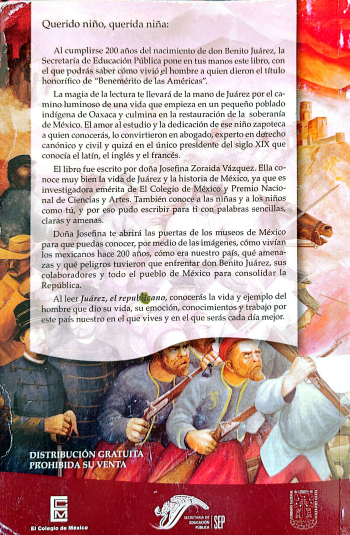 Querido niño, querida niña:
Al cumplirse 200 años del nacimiento de don Benito Juárez, la
Secretaría de Educación Pública pone en tus manos este libro, con
el que podrás saber cómo vivió el hombre a quien dieron el título
honorífico de “Benemérito de las Américas”.
La magia de la lectura te llevará de la mano de Juárez por el ca-
mino luminoso de una vida que empieza en un pequeño poblado
indígena de Oaxaca y culmina en la restauración de la soberanía
de México. El amor al estudio y la dedicación de ese niño zapoteca
a quien conocerás, lo convirtieron en abogado, experto en derecho
canónico y civil y quizá en el único presidente del siglo XIX que
conocía el latín, el inglés y el francés.
El libro fue escrito por doña Josefina Zoraida Vázquez. Ella co-
noce muy bien la vida de Juárez y la historia de México, ya que es
investigadora emérita de El Colegio de México y Premio Nacio-
nal de Ciencias y Artes. También conoce a las niñas y a los niños
como tú, y por eso pudo escribir para ti con palabras sencillas,
claras y amenas.
Doña Josefina te abrirá las puertas de los museos de México
para que puedas conocer, por medio de las imágenes, cómo vivían
los mexicanos hace 200 años, cómo era nuestro país, qué amena-
zas y qué peligros tuvieron que enfrentar don Benito Juárez, sus
colaboradores y todo el pueblo de México para consolidar la
República.
Al leer Juárez, el republicano, conocerás la vida y ejemplo del
hombre que dio su vida, su emoción, conocimientos y trabajo por
este país nuestro en el que vives y en el que serás cada día mejor.
DISTRIBUCIÓN GRATUITA
PROHIBIDA SU VENTA
El Colegio de México
SECRETARÍA DE
EDUCACIÓN
PÚBLICA
SEP